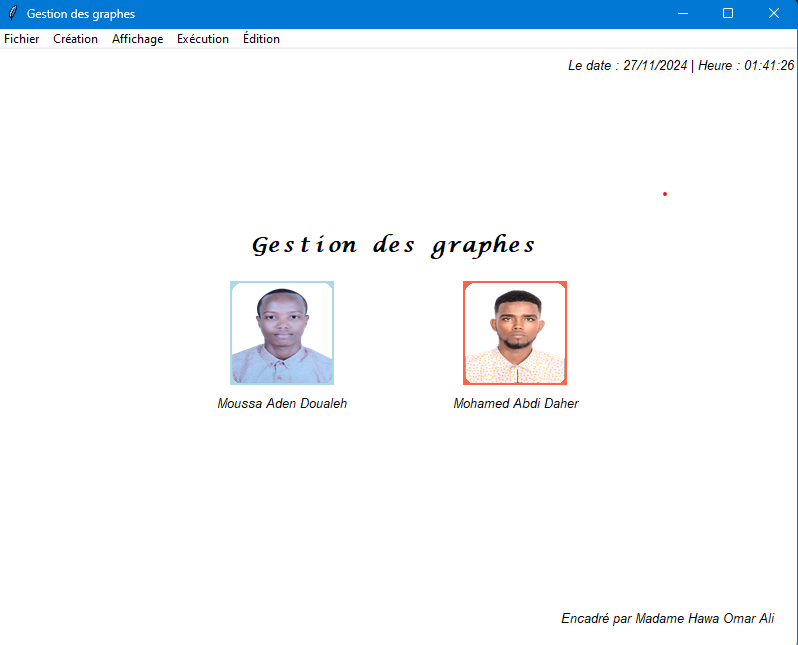 Gestion des graphes
Fichier Création Affichage Exécution Édition
Le date : 27/11/2024 | Heure : 01:41:26
Gestion des graphes
Moussa Aden Doualeh Mohamed Abdi Daher
Encadré par Madame Hawa Omar Ali